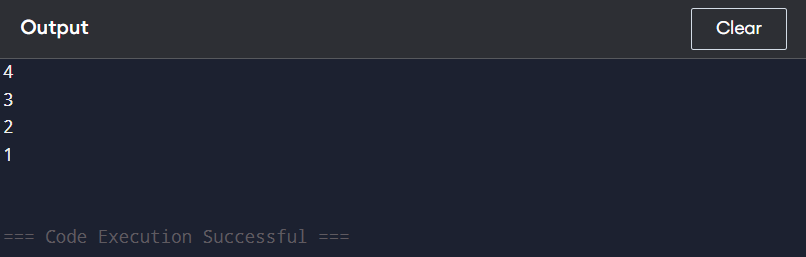 Output
Clear
4
3
2
1
=== Code Execution Successful ===